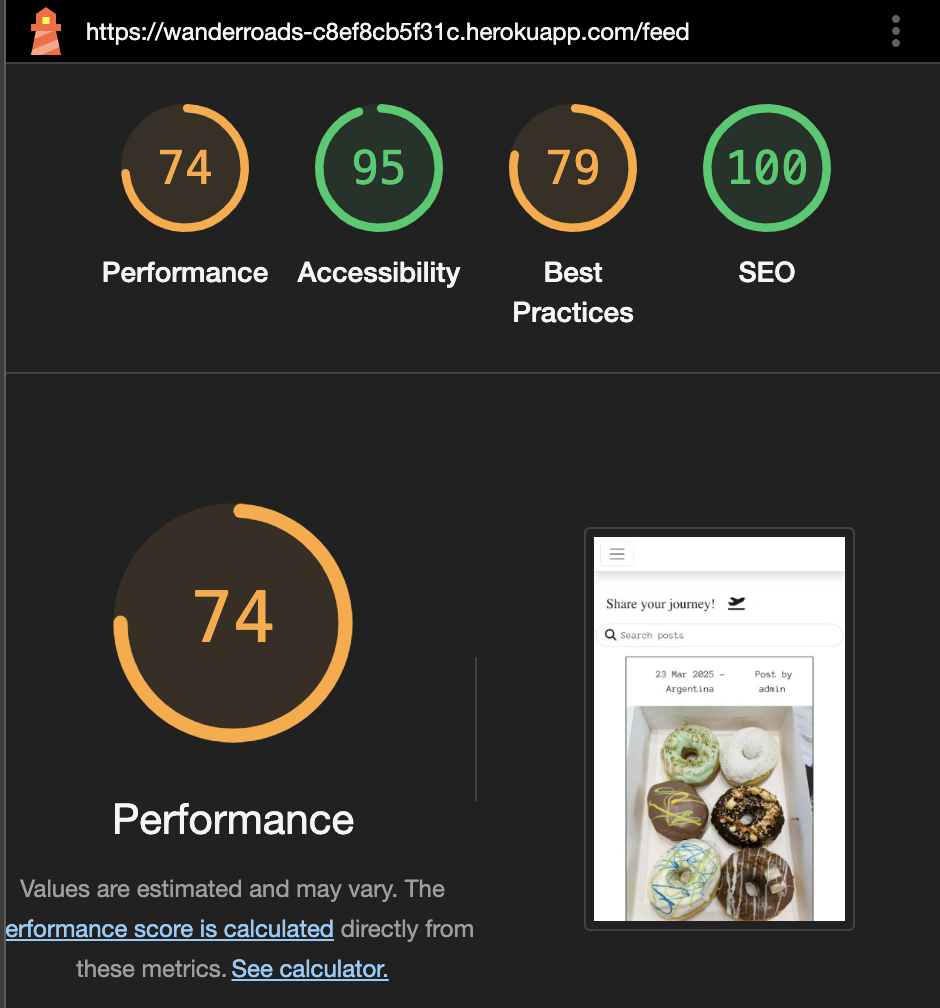 https://wanderroads-c8ef8cb5f31c.herokuapp.com/feed
74
95
79
100
Performance
Accessibility
Best
Practices
SEO
74
Performance
Values are estimated and may vary. The
erformance score is calculated directly from
these metrics. See calculator.
Share your journey!
Search posts
23 Mar 2025 –
Argentina
Post by
admin